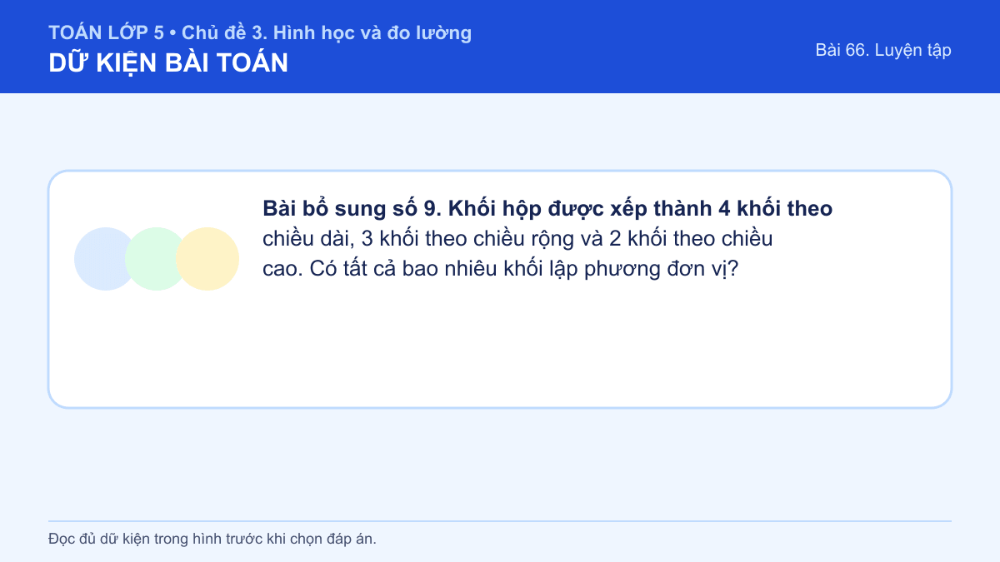 TOÁN LỚP 5 • Chủ đề 3. Hình học và đo lường
DỮ KIỆN BÀI TOÁN
Bài 66. Luyện tập
Bài bổ sung số 9. Khối hộp được xếp thành 4 khối theo
chiều dài, 3 khối theo chiều rộng và 2 khối theo chiều
cao. Có tất cả bao nhiêu khối lập phương đơn vị?
Đọc đủ dữ kiện trong hình trước khi chọn đáp án.